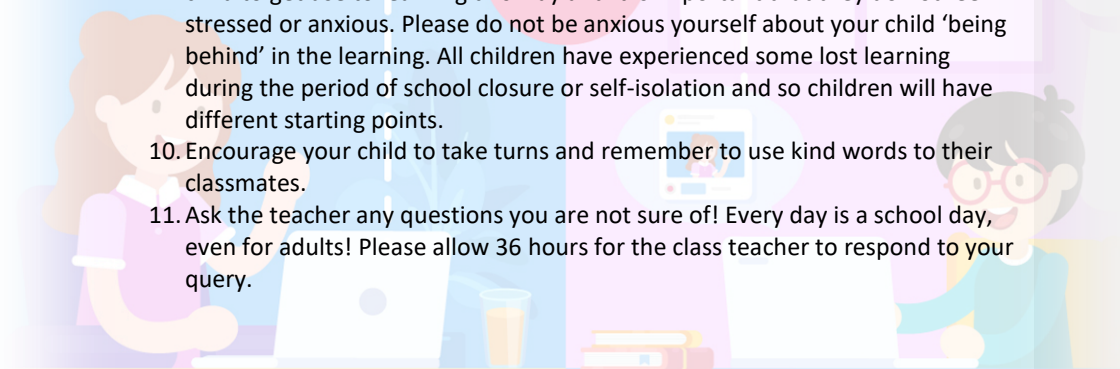 stressed or anxious. Please do not be anxious yourself about your child ‘being
behind’ in the learning. All children have experienced some lost learning
during the period of school closure or self-isolation and so children will have
different starting points.
10. Encourage your child to take turns and remember to use kind words to their
classmates.
11. Ask the teacher any questions you are not sure of! Every day is a school day,
even for adults! Please allow 36 hours for the class teacher to respond to your
query.